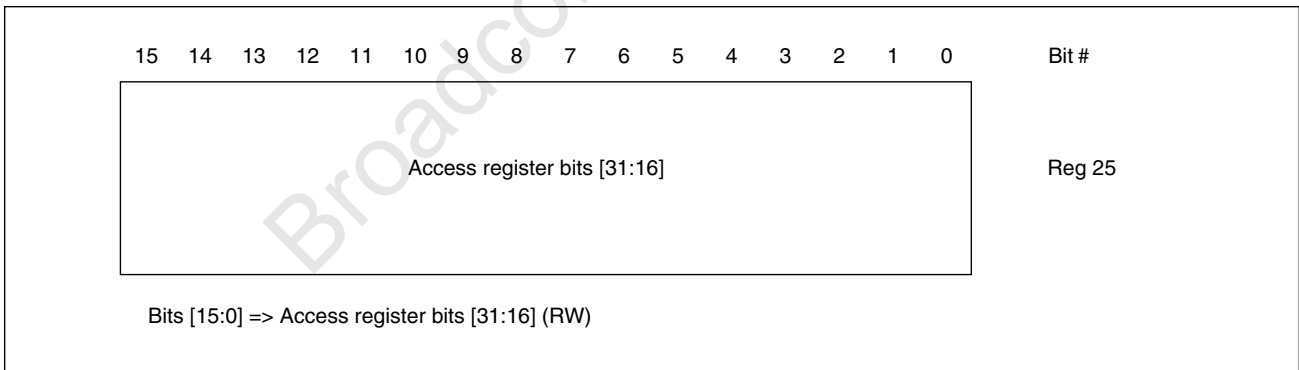 15 14 13 12 11 10 9 8 7 6 5 4 3 2 1 0 Bit #
Access register bits [31:16] Reg 25
Bits [15:0] => Access register bits [31:16] (RW)